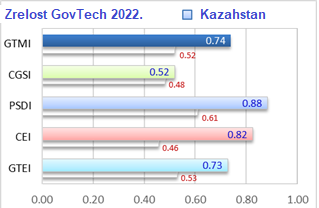 Zrelost GovTech 2022. Kazahstan
GTMI 0.74
0.52
CGSI 0.52
0.48
PSDI 0.88
0.61
CEI 0.82
0.46
GTEI 0.73
0.53
0.00 0.20 0.40 0.60 0.80 1.00